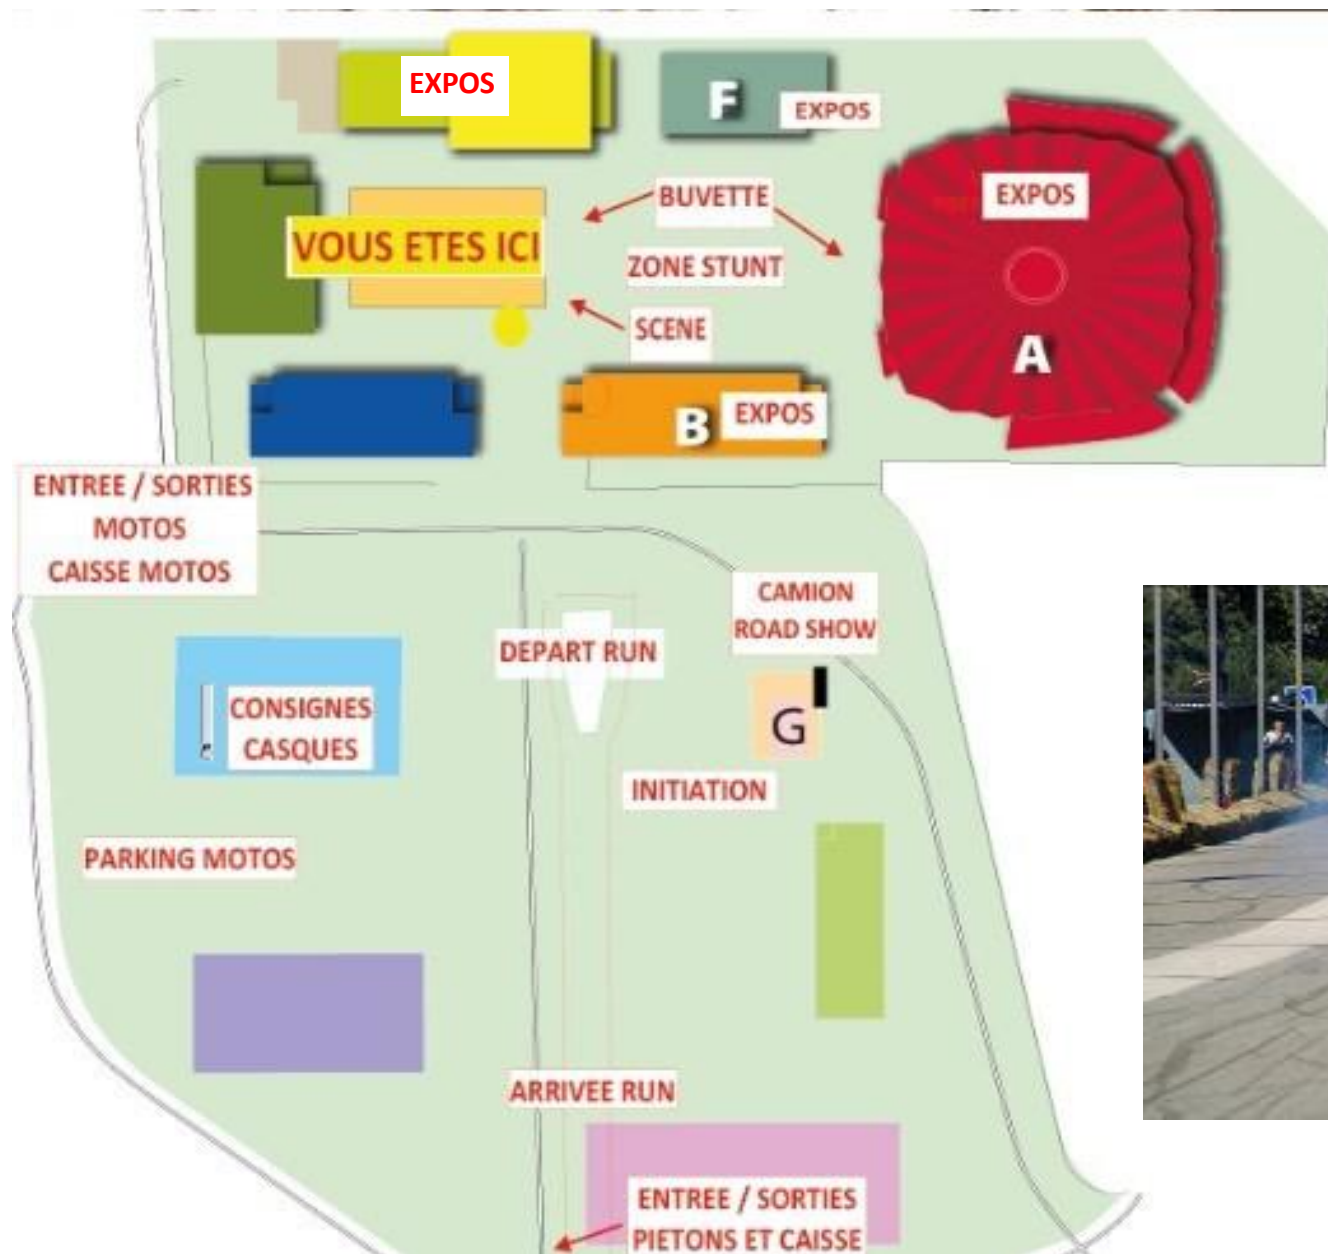 EXPOS
F
EXPOS
BUVETTE
EXPOS
VOUS ETES ICI
ZONE STUNT
SCENE
A
B
EXPOS
ENTREE / SORTIES
MOTOS
CAISSE MOTOS
CAMION
ROAD SHOW
DEPART RUN
CONSIGNES
CASQUES
G
INITIATION
PARKING MOTOS
ARRIVEE RUN
ENTREE / SORTIES
PIETONS ET CAISSE